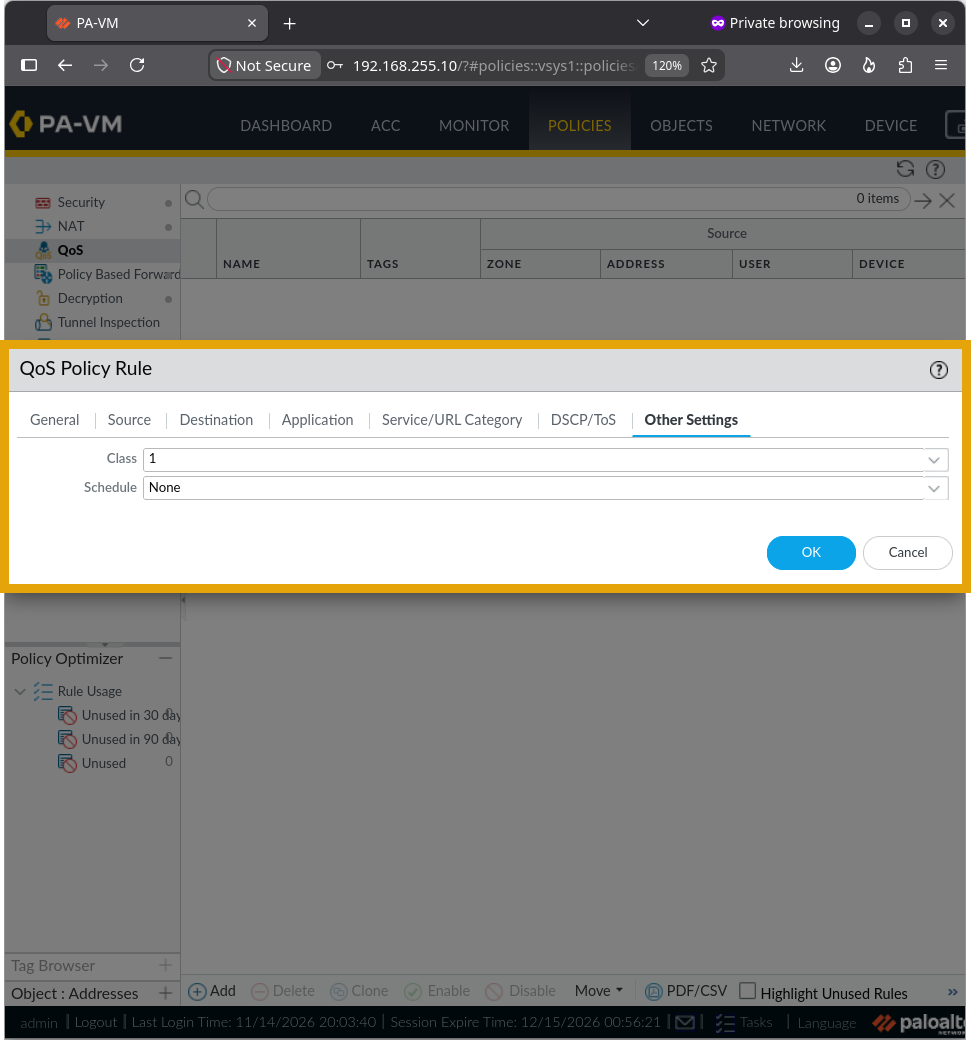 PA-VM
Private browsing
Not Secure 192.168.255.10/?#policies::vsys1::policies 120%
PA-VM DASHBOARD ACC MONITOR POLICIES OBJECTS NETWORK DEVICE
Security
0 items
NAT
QoS
Policy Based Forward
Decryption
Tunnel Inspection
Source
NAME TAGS ZONE ADDRESS USER DEVICE
QoS Policy Rule
General Source Destination Application Service/URL Category DSCP/ToS Other Settings
Class 1
Schedule None
OK Cancel
Policy Optimizer
Rule Usage
Unused in 30 day 0
Unused in 90 day 0
Unused 0
Tag Browser
Object : Addresses
Add Delete Clone Enable Disable Move PDF/CSV Highlight Unused Rules »
admin | Logout | Last Login Time: 11/14/2026 20:03:40 | Session Expire Time: 12/15/2026 00:56:21 | Tasks | Language paloalto